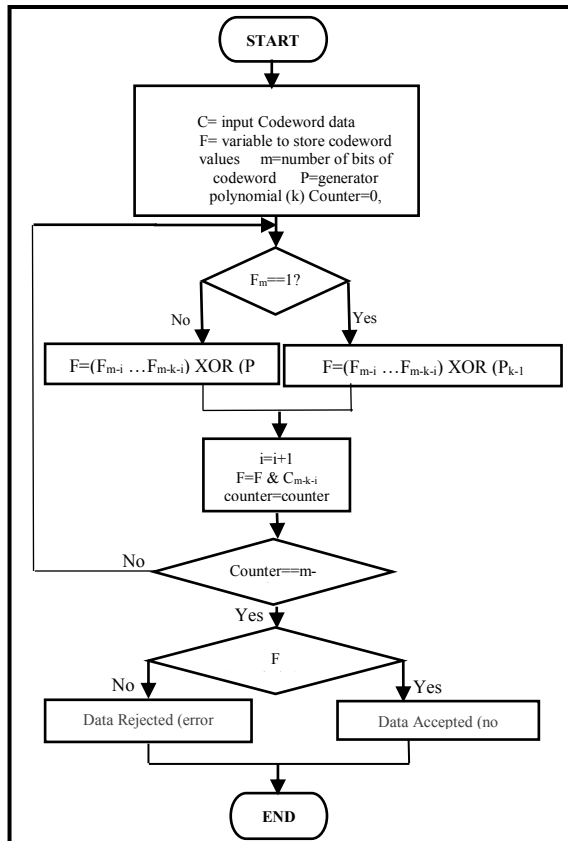 START
C= input Codeword data
F= variable to store codeword
values m=number of bits of
codeword P=generator
polynomial (k) Counter=0,
Fm==1?
No
Yes
F=(Fm-i …Fm-k-i) XOR (P
F=(Fm-i …Fm-k-i) XOR (Pk-1
i=i+1
F=F & Cm-k-i
counter=counter
No
Counter==m-
Yes
F
No
Yes
Data Rejected (error
Data Accepted (no
END